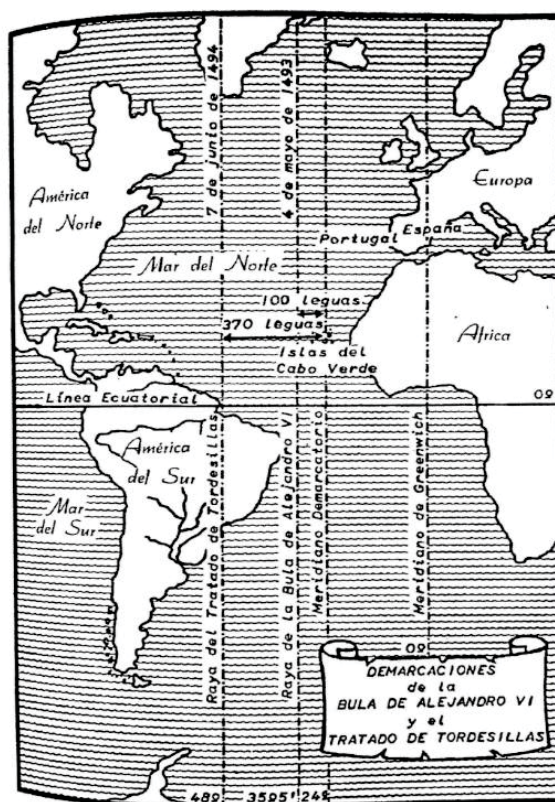 7 de junio de 1494
4 de mayo de 1493
América
del Norte
Europa
Portugal España
Mar del Norte
100 leguas
370 leguas
Africa
Islas del
Cabo Verde
0º
Línea Ecuatorial
América
del Sur
Mar
del Sur
Raya del Tratado de Tordesillas
Raya de la Bula de Alejandro VI
Meridiano Demarcatorio
Meridiano de Greenwich
0º
DEMARCACIONES
de la
BULA DE ALEJANDRO VI
y el
TRATADO DE TORDESILLAS
48º 35º51' 24º